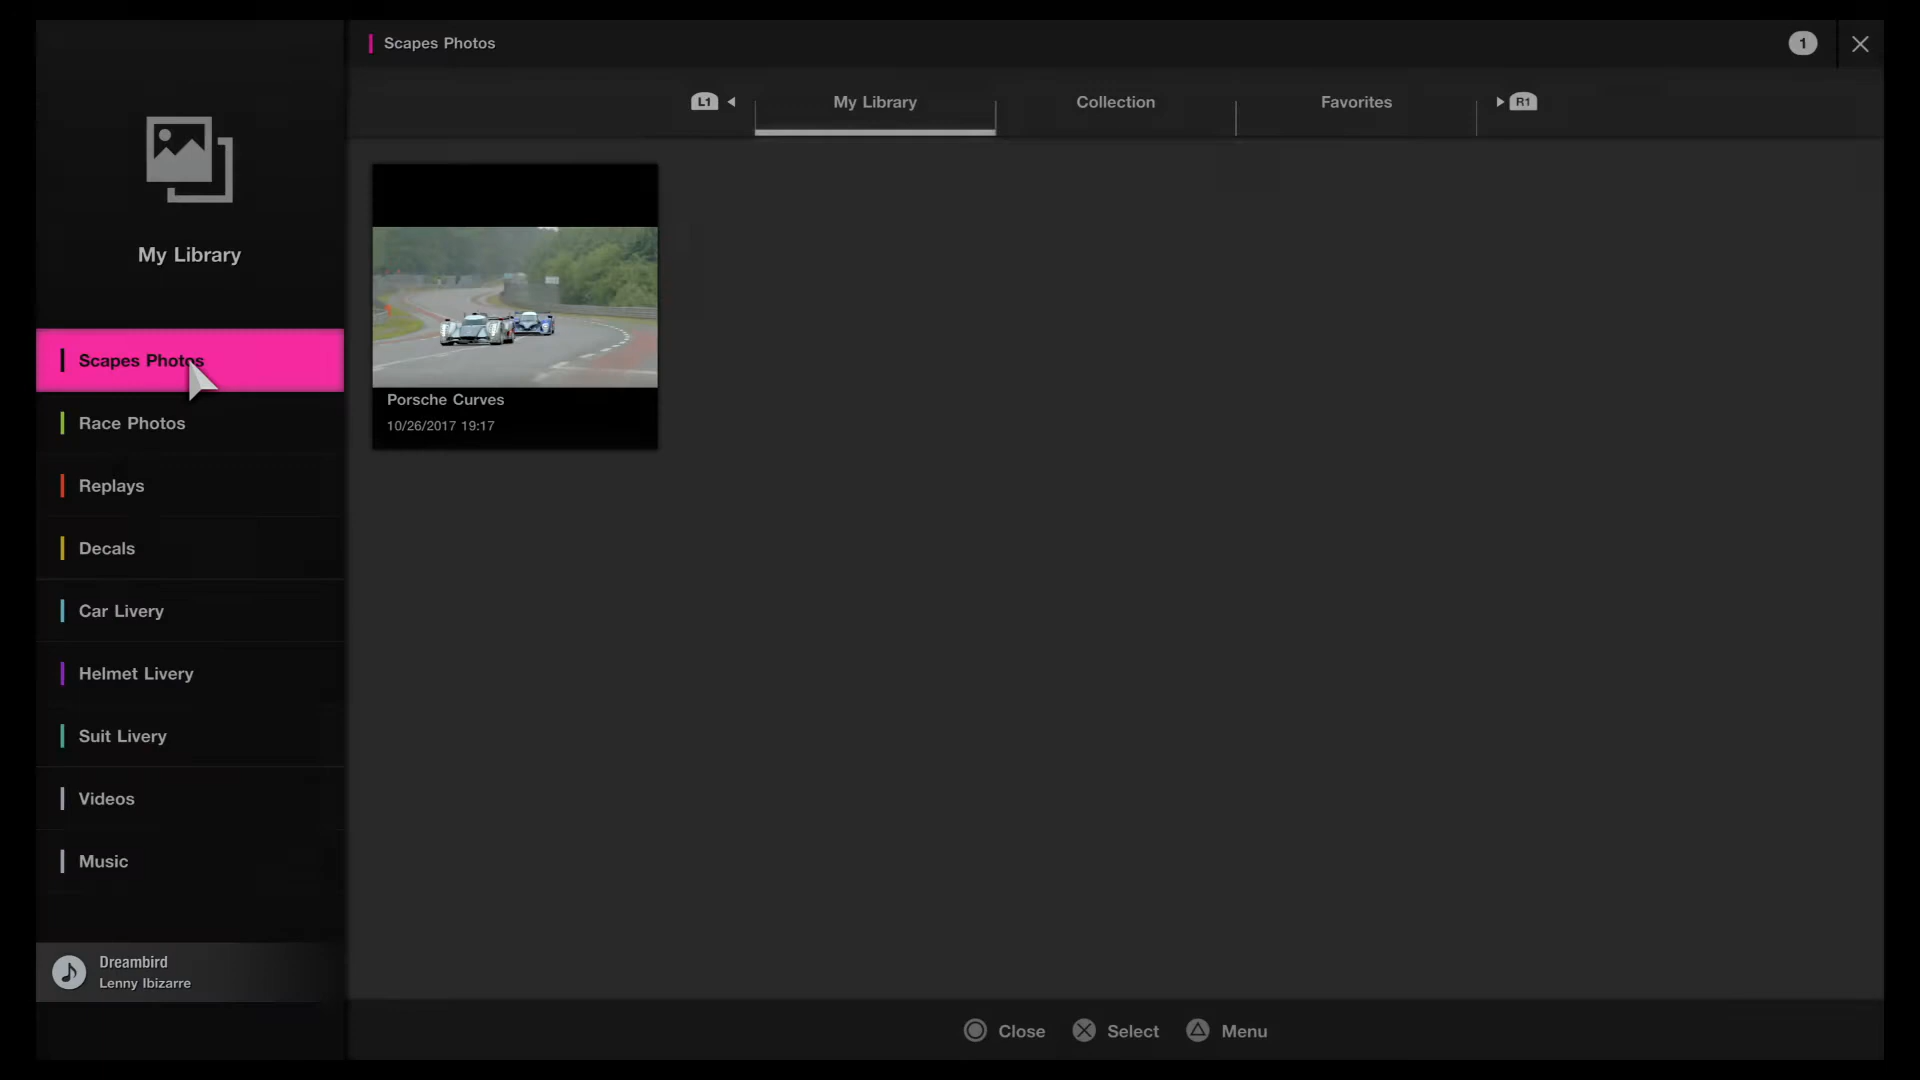 My Library
Scapes Photos
Race Photos
Replays
Decals
Car Livery
Helmet Livery
Suit Livery
Videos
Music
Dreambird
Lenny Ibizarre
Scapes Photos
1
L1
My Library
Collection
Favorites
R1
Porsche Curves
10/26/2017 19:17
Close
Select
Menu